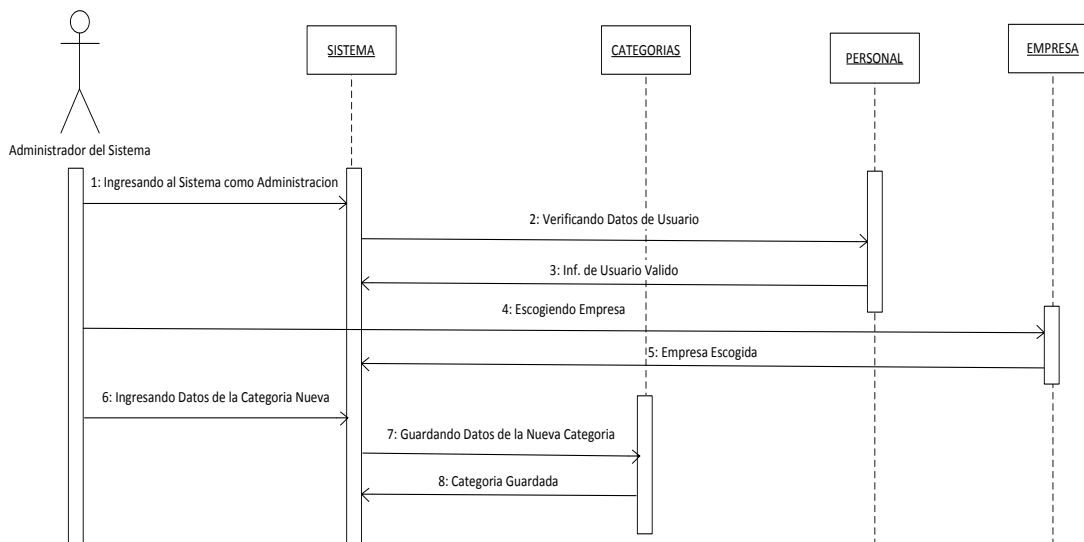 SISTEMA
CATEGORIAS
PERSONAL
EMPRESA
Administrador del Sistema
1: Ingresando al Sistema como Administracion
2: Verificando Datos de Usuario
3: Inf. de Usuario Valido
4: Escogiendo Empresa
5: Empresa Escogida
6: Ingresando Datos de la Categoria Nueva
7: Guardando Datos de la Nueva Categoria
8: Categoria Guardada